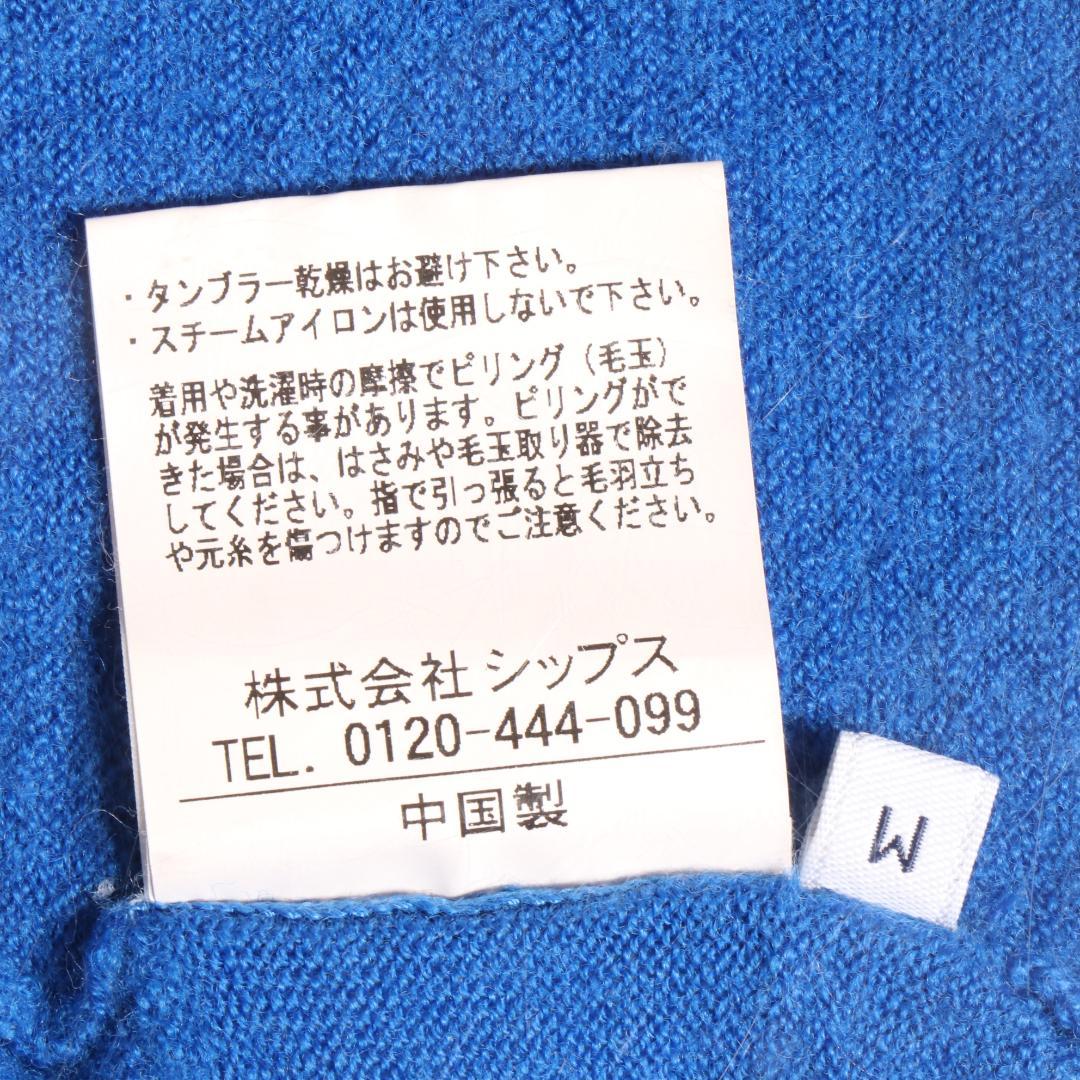 ・タンブラー乾燥はお避け下さい。
・スチームアイロンは使用しないで下さい。
着用や洗濯時の摩擦でピリング（毛玉）
が発生する事があります。ピリングがで
きた場合は、はさみや毛玉取り器で除去
してください。指で引っ張ると毛羽立ち
や元糸を傷つけますのでご注意ください。
株式会社シップス
TEL. 0120-444-099
中国製
M